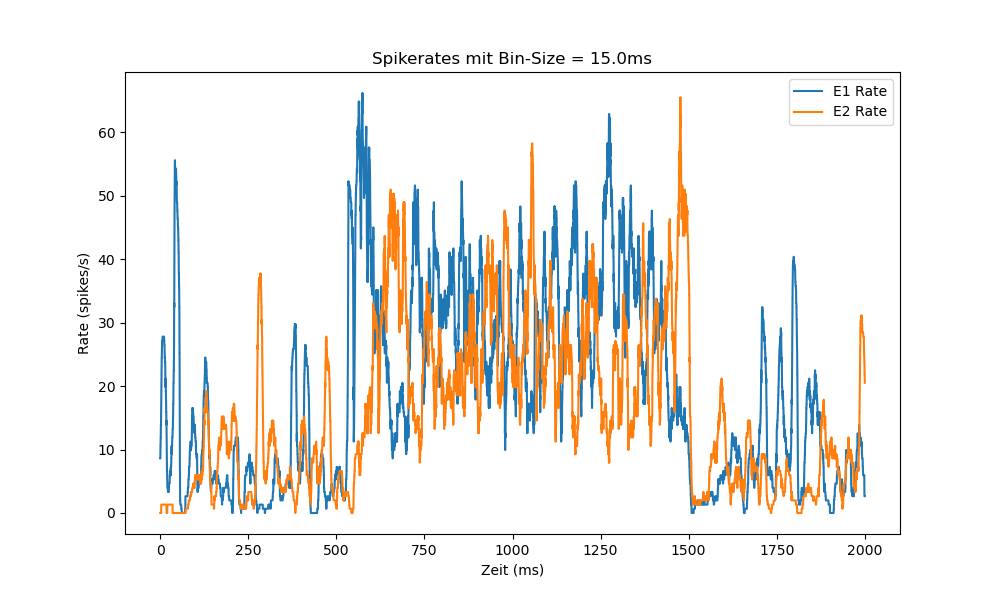 Spikerates mit Bin-Size = 15.0ms
E1 Rate
E2 Rate
Rate (spikes/s)
60
50
40
30
20
10
0
0 250 500 750 1000 1250 1500 1750 2000
Zeit (ms)